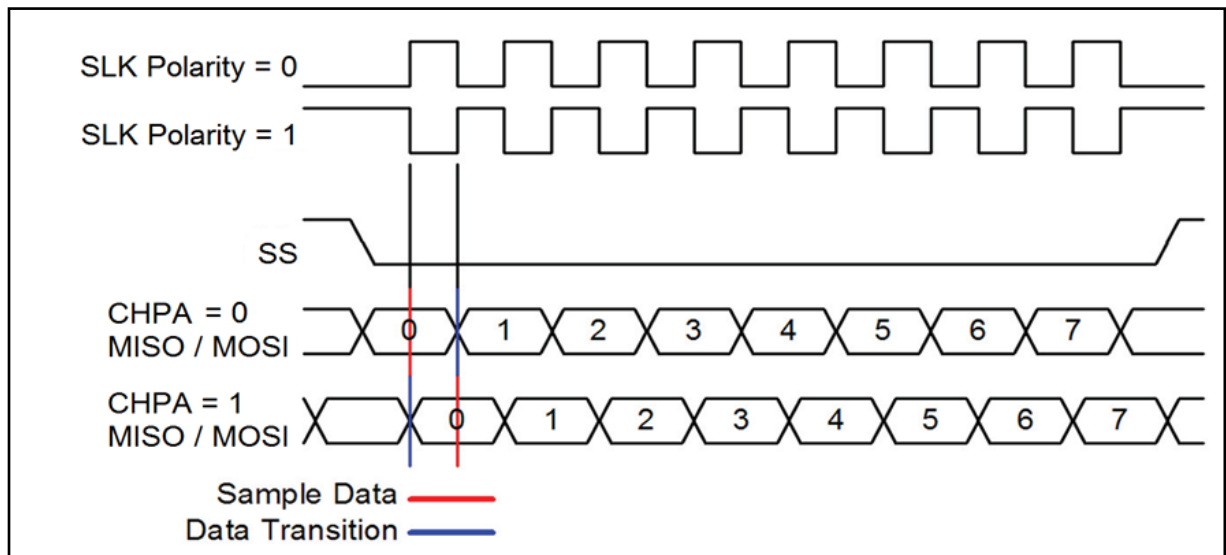 SLK Polarity = 0
SLK Polarity = 1
SS
CHPA = 0
MISO / MOSI
0 1 2 3 4 5 6 7
CHPA = 1
MISO / MOSI
0 1 2 3 4 5 6 7
Sample Data
Data Transition